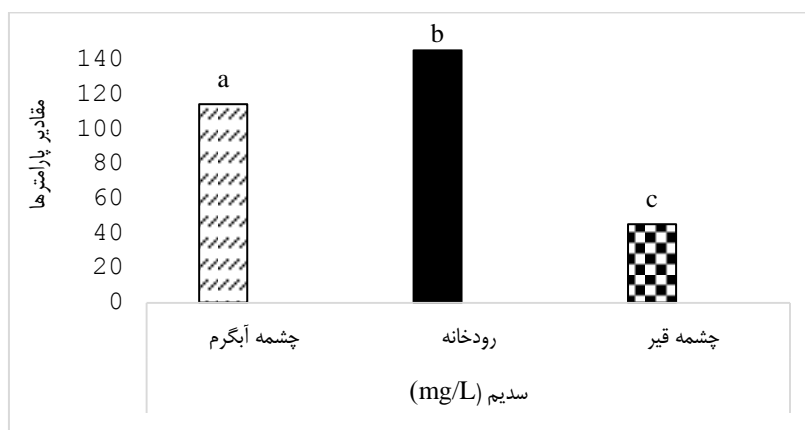 مقادیر پارامترها
140
120
100
80
60
40
20
0
a
b
c
چشمه آبگرم
رودخانه
چشمه قیر
سدیم (mg/L)